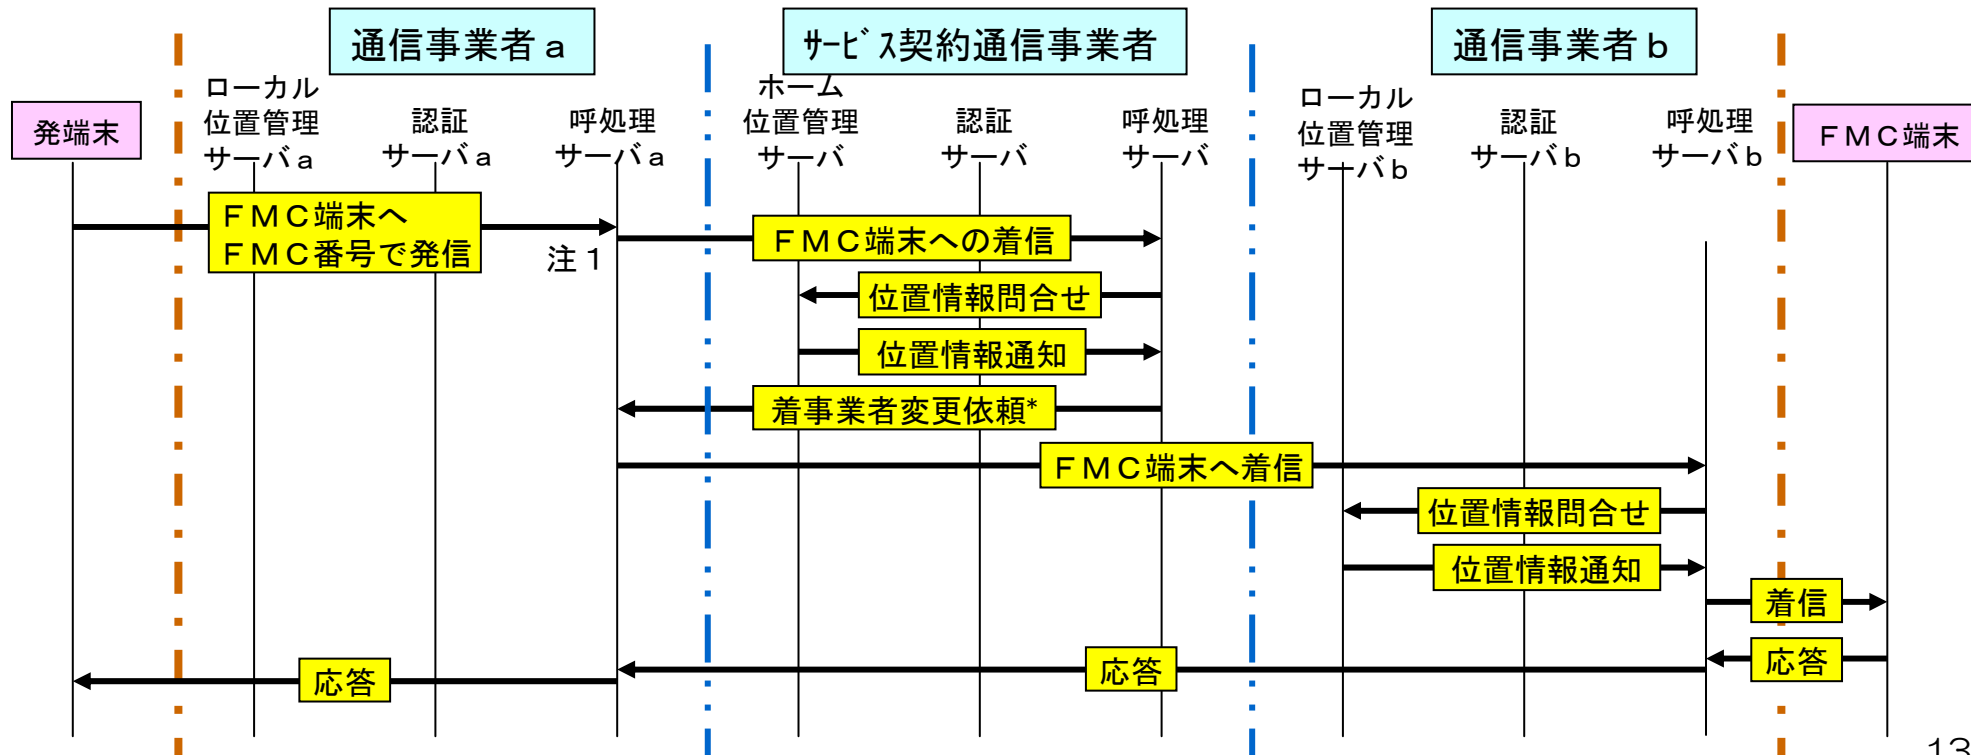 通信事業者a
ｻｰﾋﾞｽ契約通信事業者
通信事業者b
発端末
ローカル
位置管理
サーバa
認証
サーバa
呼処理
サーバa
ホーム
位置管理
サーバ
認証
サーバ
呼処理
サーバ
ローカル
位置管理
サーバb
認証
サーバb
呼処理
サーバb
ＦＭＣ端末
ＦＭＣ端末へ
ＦＭＣ番号で発信
注１
ＦＭＣ端末への着信
位置情報問合せ
位置情報通知
着事業者変更依頼*
ＦＭＣ端末へ着信
位置情報問合せ
位置情報通知
着信
応答
応答
応答
13